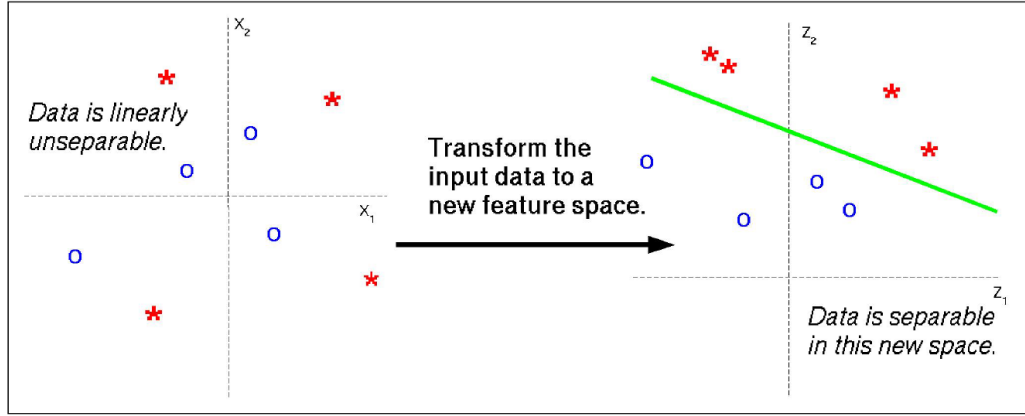 X2
Data is linearly
unseparable.
X1
Transform the
input data to a
new feature space.
Z2
Z1
Data is separable
in this new space.